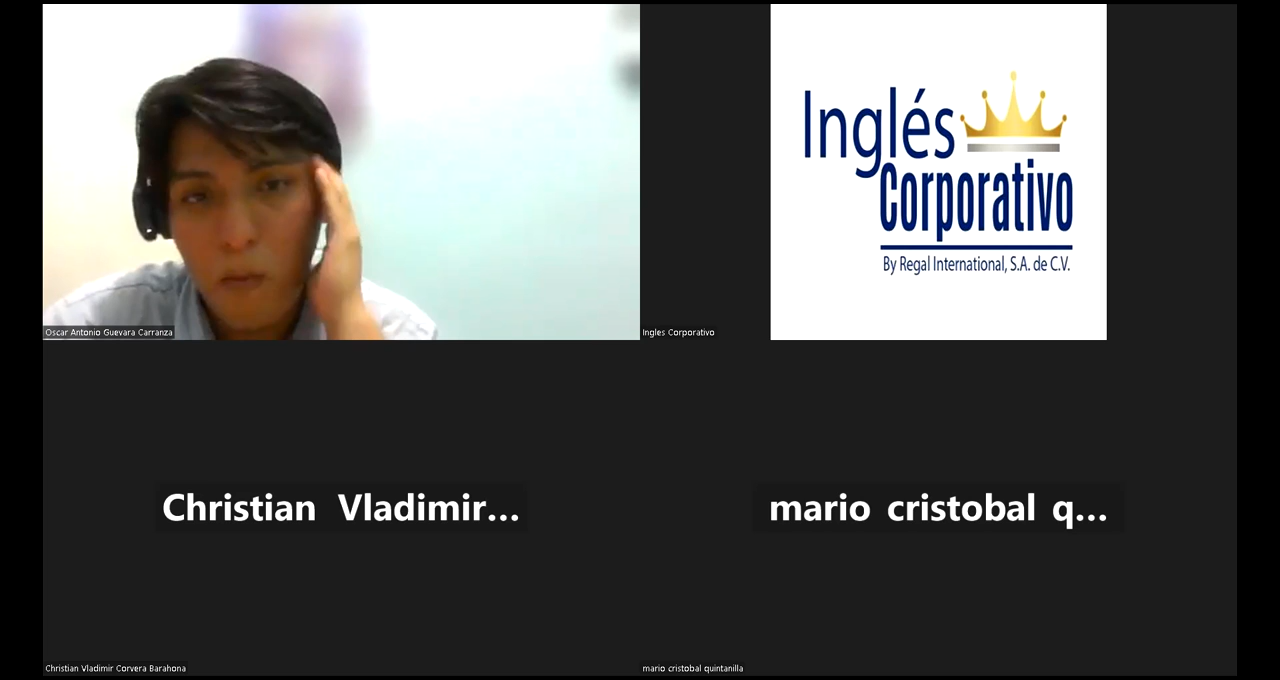 Inglés
Corporativo
By Regal International, S.A. de C.V.
Oscar Antonio Guevara Carranza
Ingles Corporativo
Christian Vladimir...
mario cristobal q...
Christian Vladimir Corvera Barahona
mario cristobal quintanilla